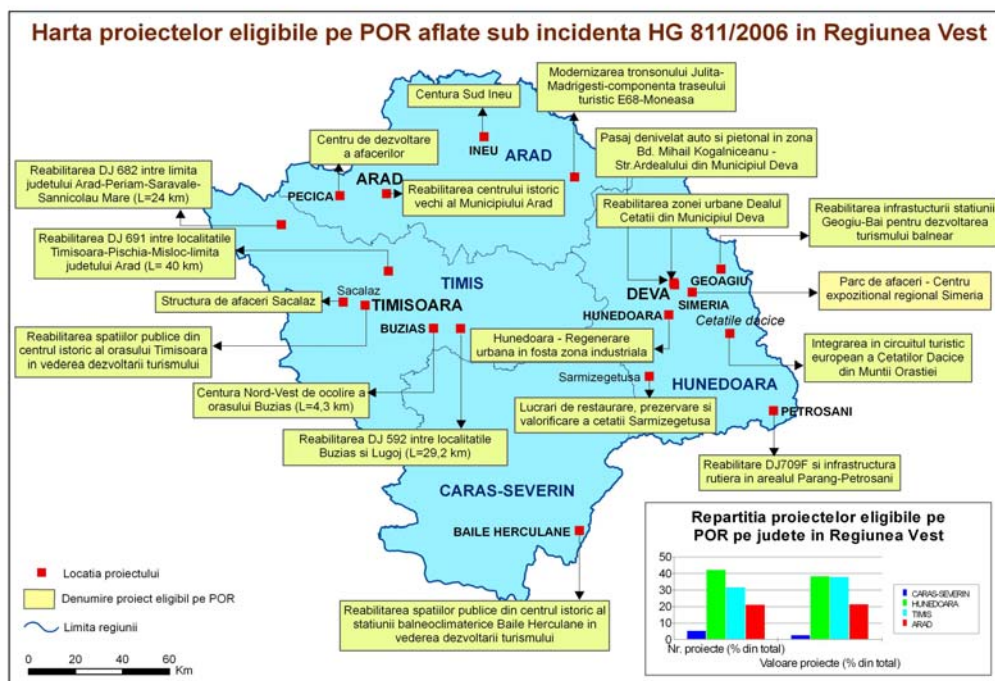 Harta proiectelor eligibile pe POR aflate sub incidenta HG 811/2006 in Regiunea Vest
Centura Sud Ineu
Modernizarea tronsonului Julita-
Madrigesti-componenta traseului
turistic E68-Moneasa
Centru de dezvoltare
a afacerilor
Pasaj denivelat auto si pietonal in zona
Bd. Mihail Kogalniceanu -
Str.Ardealului din Municipiul Deva
INEU
ARAD
Reabilitarea DJ 682 intre limita
judetului Arad-Periam-Saravale-
Sannicolau Mare (L=24 km)
PECICA
ARAD
Reabilitarea centrului istoric
vechi al Municipiului Arad
Reabilitarea zonei urbane Dealul
Cetatii din Municipiul Deva
Reabilitarea infrastucturii statiunii
Geogiu-Bai pentru dezvoltarea
turismului balnear
Reabilitarea DJ 691 intre localitatile
Timisoara-Pischia-Misloc-limita
judetului Arad (L= 40 km)
TIMIS
GEOAGIU
DEVA
SIMERIA
Parc de afaceri - Centru
expozitional regional Simeria
Structura de afaceri Sacalaz
Sacalaz
TIMISOARA
BUZIAS
HUNEDOARA
Cetatile dacice
Reabilitarea spatiilor publice din
centrul istoric al orasului Timisoara
in vederea dezvoltarii turismului
Hunedoara - Regenerare
urbana in fosta zona industriala
Integrarea in circuitul turistic
european a Cetatilor Dacice
din Muntii Orastiei
Sarmizegetusa
HUNEDOARA
Centura Nord-Vest de ocolire a
orasului Buzias (L=4,3 km)
Lucrari de restaurare, prezervare si
valorificare a cetatii Sarmizegetusa
PETROSANI
Reabilitarea DJ 592 intre localitatile
Buzias si Lugoj (L=29,2 km)
Reabilitare DJ709F si infrastructura
rutiera in arealul Parang-Petrosani
CARAS-SEVERIN
BAILE HERCULANE
Reabilitarea spatiilor publice din centrul istoric al
statiunii balneoclimaterice Baile Herculane in
vederea dezvoltarii turismului
Locatia proiectului
Denumire proiect eligibil pe POR
Limita regiunii
0 20 40 60
Km
Repartitia proiectelor eligibile pe
POR pe judete in Regiunea Vest
50
40
30
20
10
0
CARAS-SEVERIN
HUNEDOARA
TIMIS
ARAD
Nr. proiecte (% din total)
Valoare proiecte (% din total)